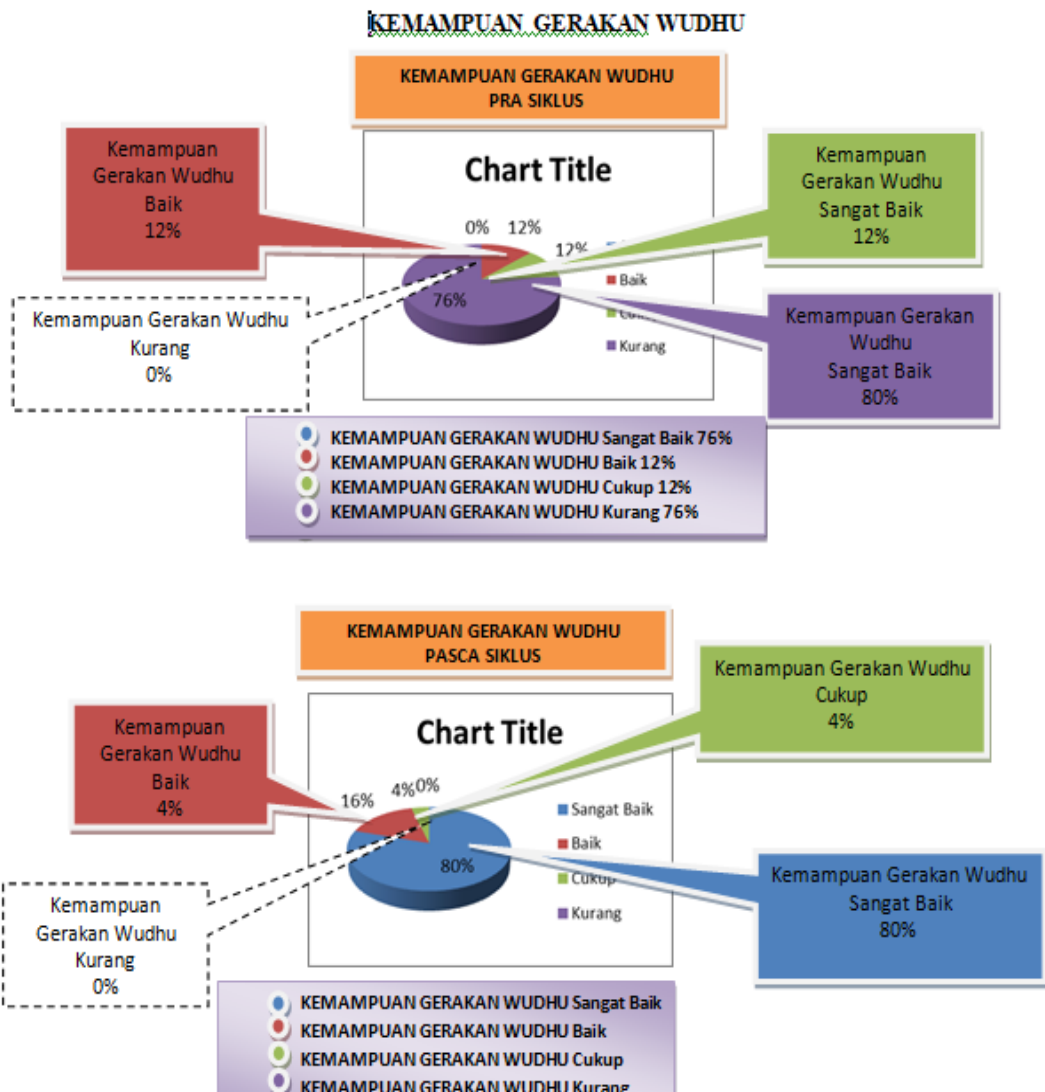 KEMAMPUAN GERAKAN WUDHU
KEMAMPUAN GERAKAN WUDHU
PRA SIKLUS
Kemampuan
Gerakan Wudhu
Baik
12%
Chart Title
0%
12%
12%
76%
Baik
Kurang
Kemampuan
Gerakan Wudhu
Sangat Baik
12%
Kemampuan Gerakan Wudhu
Kurang
0%
Kemampuan Gerakan
Wudhu
Sangat Baik
80%
KEMAMPUAN GERAKAN WUDHU Sangat Baik 76%
KEMAMPUAN GERAKAN WUDHU Baik 12%
KEMAMPUAN GERAKAN WUDHU Cukup 12%
KEMAMPUAN GERAKAN WUDHU Kurang 76%
KEMAMPUAN GERAKAN WUDHU
PASCA SIKLUS
Kemampuan
Gerakan Wudhu
Baik
4%
Chart Title
16%
4%
0%
80%
Sangat Baik
Baik
Cukup
Kurang
Kemampuan Gerakan Wudhu
Cukup
4%
Kemampuan Gerakan Wudhu
Sangat Baik
80%
Kemampuan
Gerakan Wudhu
Kurang
0%
KEMAMPUAN GERAKAN WUDHU Sangat Baik
KEMAMPUAN GERAKAN WUDHU Baik
KEMAMPUAN GERAKAN WUDHU Cukup
KEMAMPUAN GERAKAN WUDHU Kurang